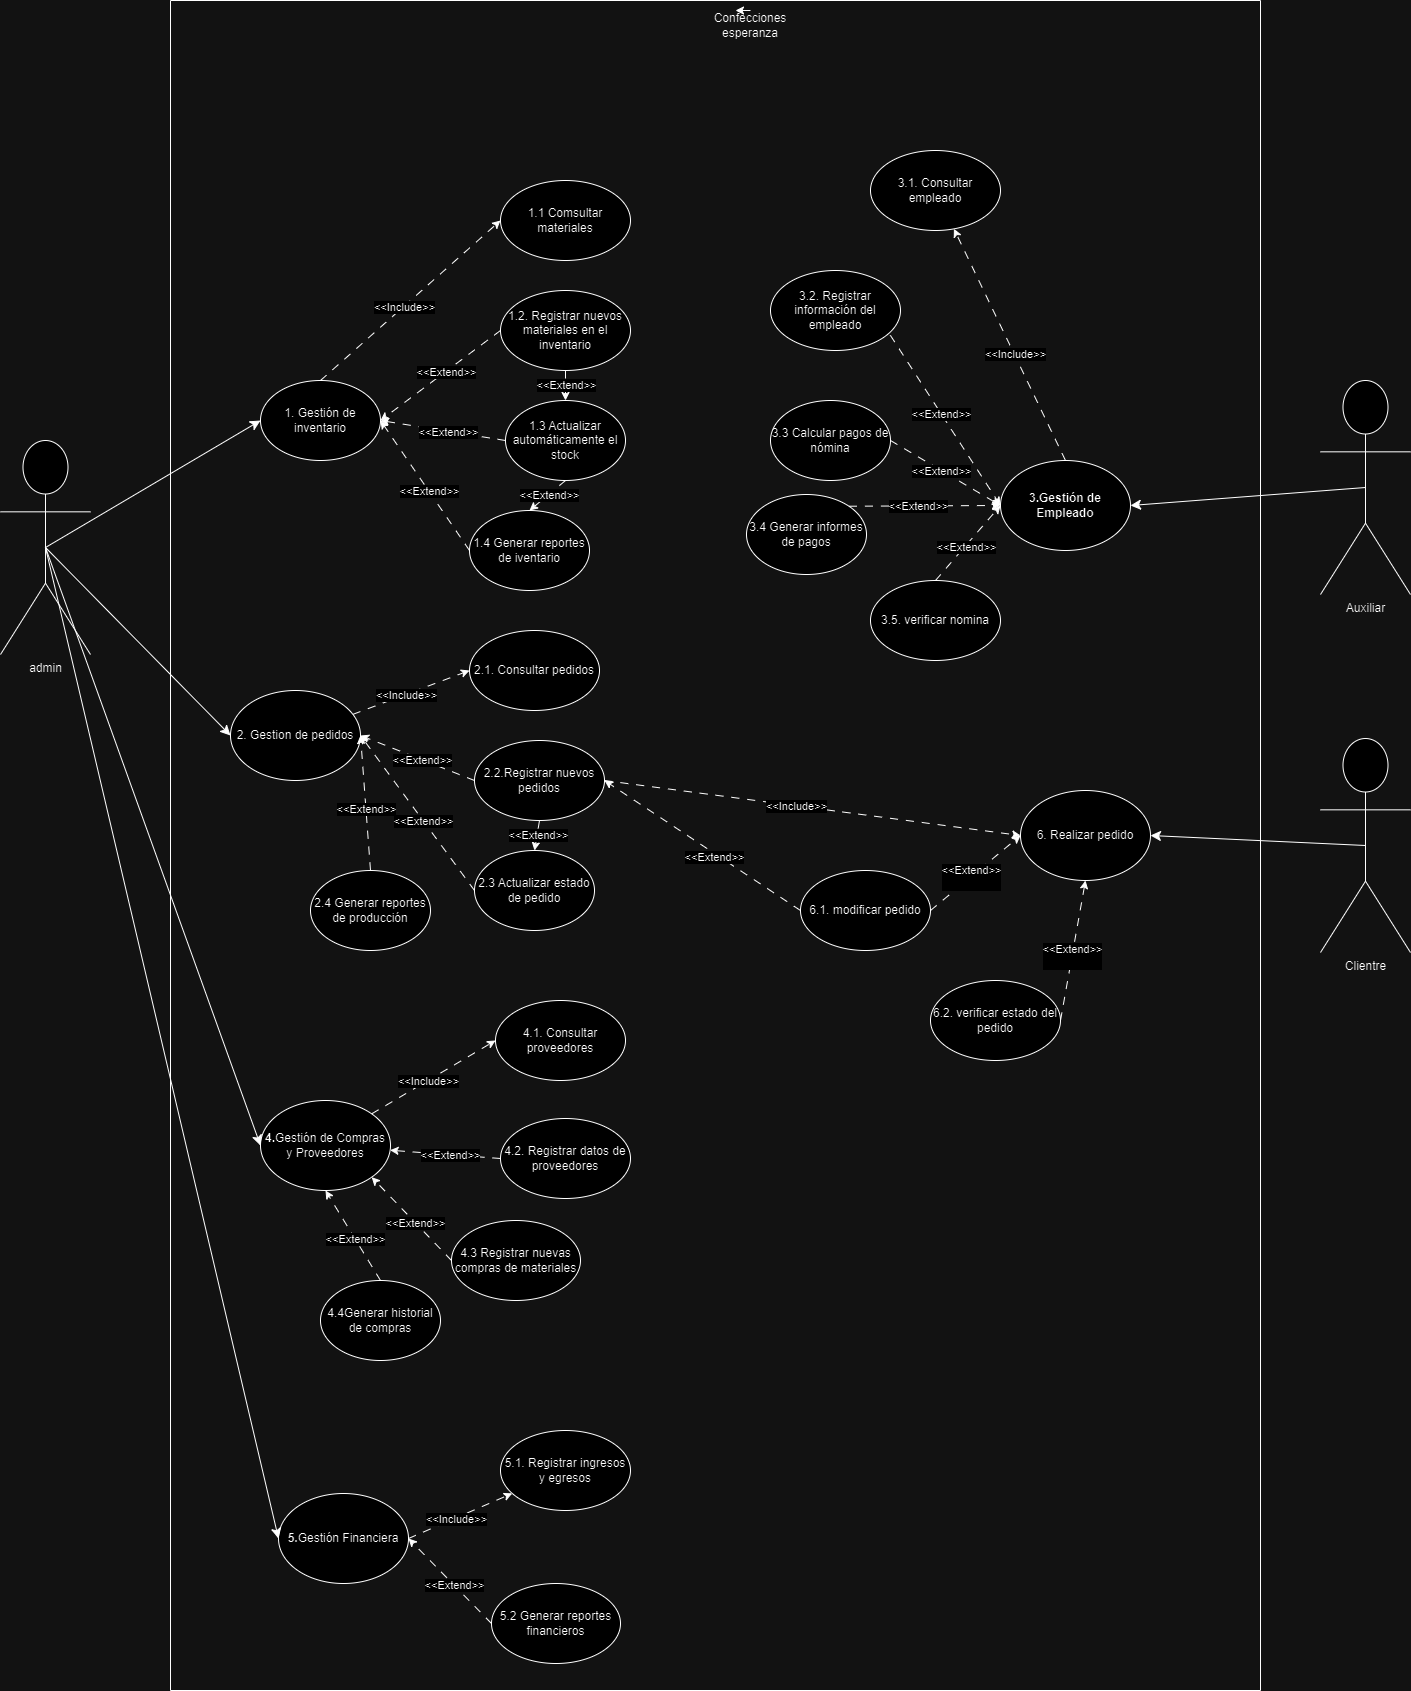 Confecciones
esperanza
3.1. Consultar
empleado
1.1 Comsultar
materiales
<<Include>>
1.2. Registrar nuevos
materiales en el
inventario
3.2. Registrar
información del
empleado
<<Include>>
<<Extend>>
<<Extend>>
1. Gestión de
inventario
1.3 Actualizar
automáticamente el
stock
<<Extend>>
<<Extend>>
3.3 Calcular pagos de
nómina
<<Extend>>
<<Extend>>
<<Extend>>
3.Gestión de
Empleado
<<Extend>>
3.4 Generar informes
de pagos
1.4 Generar reportes
de iventario
<<Extend>>
Auxiliar
3.5. verificar nomina
admin
2.1. Consultar pedidos
<<Include>>
2. Gestion de pedidos
<<Extend>>
2.2.Registrar nuevos
pedidos
<<Include>>
<<Extend>>
<<Extend>>
<<Extend>>
6. Realizar pedido
<<Extend>>
<<Extend>>
2.3 Actualizar estado
de pedido
2.4 Generar reportes
de producción
6.1. modificar pedido
<<Extend>>
Clientre
6.2. verificar estado del
pedido
4.1. Consultar
proveedores
<<Include>>
4.Gestión de Compras
y Proveedores
<<Extend>>
4.2. Registrar datos de
proveedores
<<Extend>>
<<Extend>>
4.3 Registrar nuevas
compras de materiales
4.4Generar historial
de compras
5.1. Registrar ingresos
y egresos
<<Include>>
5.Gestión Financiera
<<Extend>>
5.2 Generar reportes
financieros